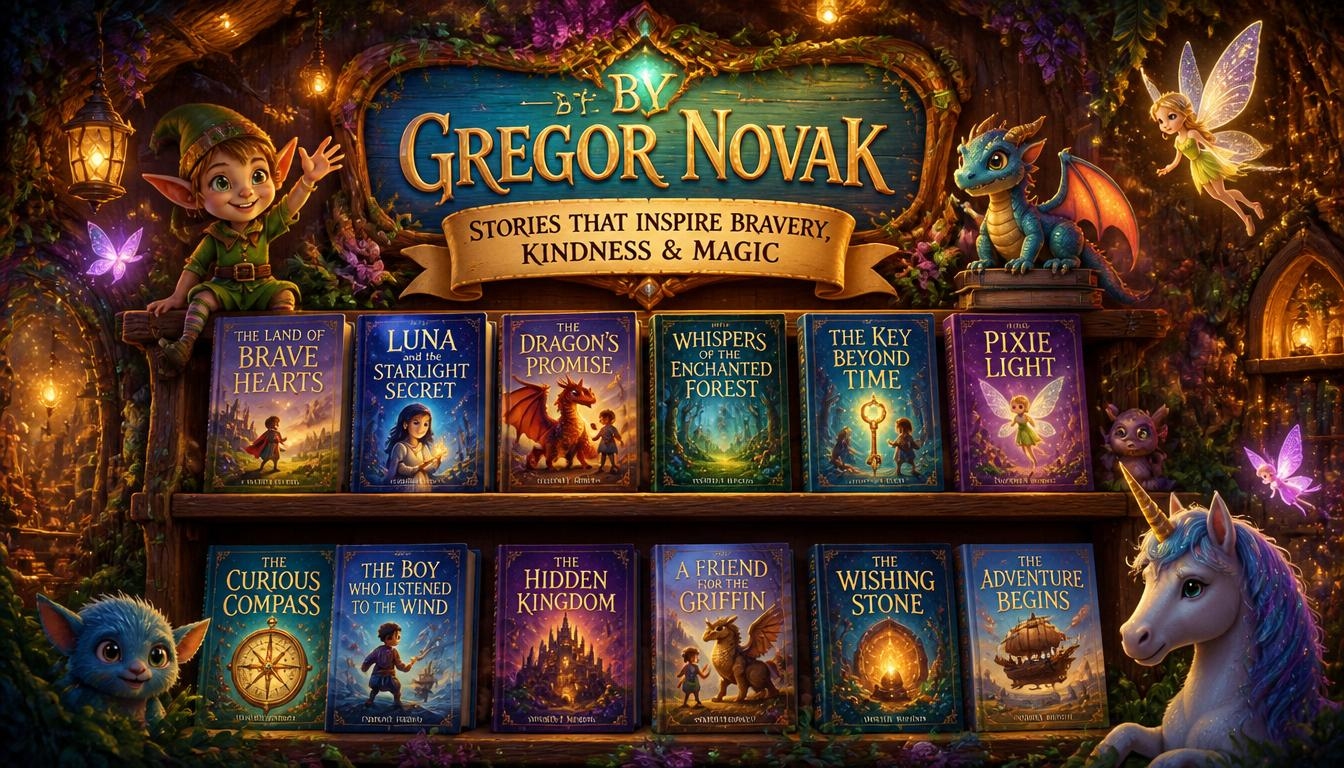 BY
GREGOR NOVAK
STORIES THAT INSPIRE BRAVERY,
KINDNESS & MAGIC
THE LAND OF
BRAVE
HEARTS
LUNA
and the
STARLIGHT
SECRET
THE
DRAGON'S
PROMISE
WHISPERS
OF THE
ENCHANTED
FOREST
THE KEY
BEYOND
TIME
PIXIE
LIGHT
THE
CURIOUS
COMPASS
THE BOY
WHO LISTENED
TO THE WIND
THE
HIDDEN
KINGDOM
A FRIEND
FOR THE
GRIFFIN
THE
WISHING
STONE
THE
ADVENTURE
BEGINS